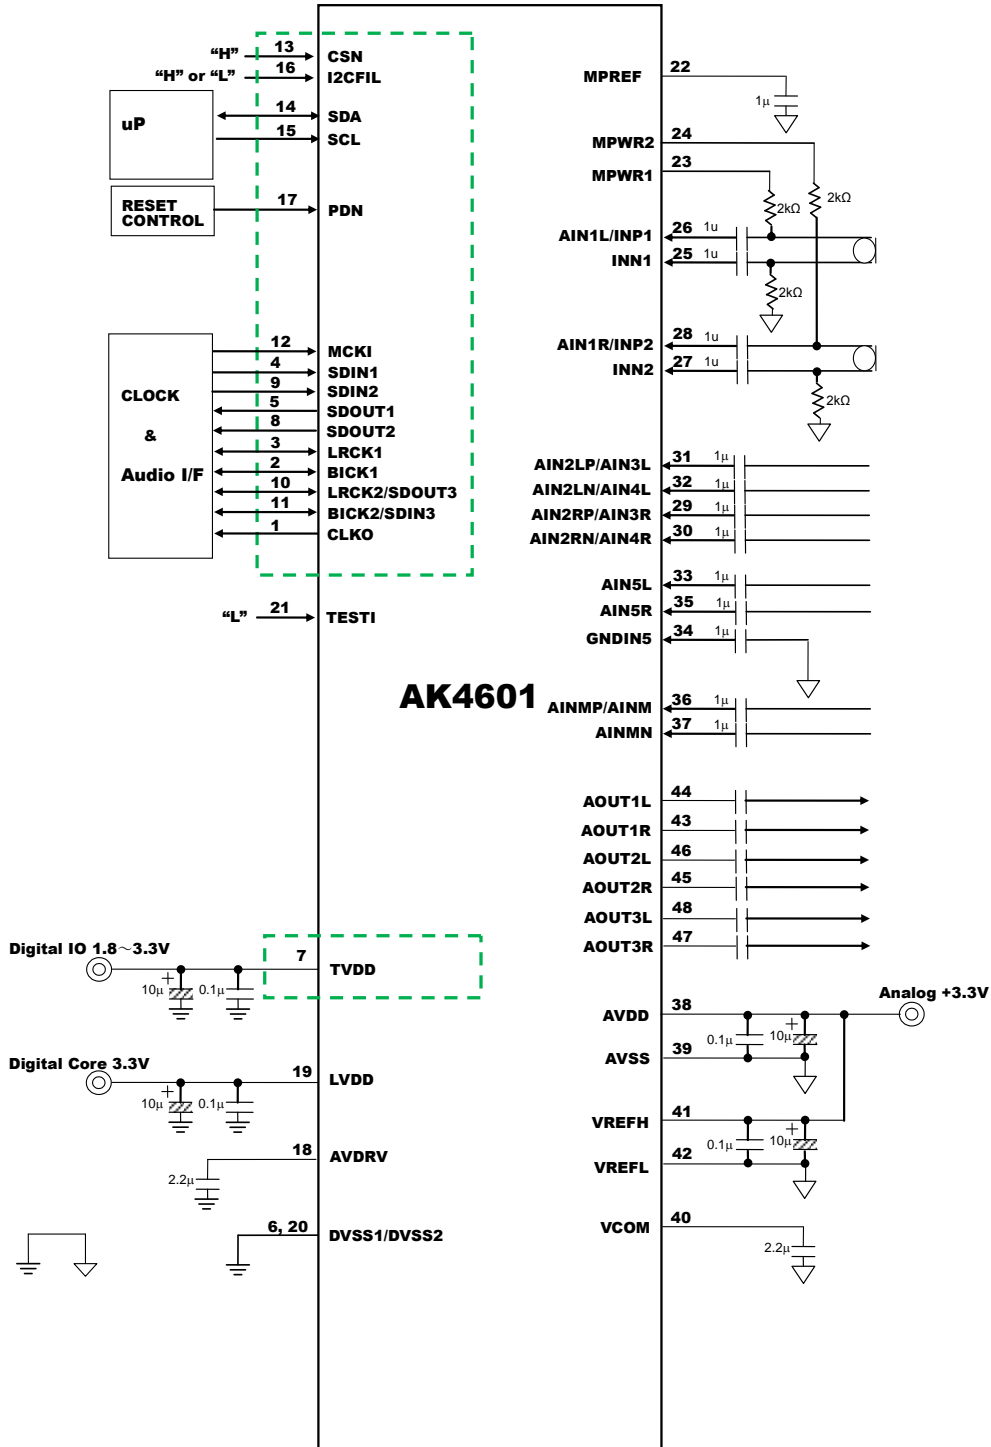 “H” 13 CSN
“H” or “L” 16 I2CFIL
uP
14 SDA
15 SCL
RESET
CONTROL
17 PDN
CLOCK
&
Audio I/F
12 MCKI
4 SDIN1
9 SDIN2
5 SDOUT1
8 SDOUT2
3 LRCK1
2 BICK1
10 LRCK2/SDOUT3
11 BICK2/SDIN3
1 CLKO
“L” 21 TESTI
AK4601
Digital IO 1.8～3.3V
7 TVDD
+
10μ 0.1μ
Digital Core 3.3V
19 LVDD
+
10μ 0.1μ
18 AVDRV
2.2μ
6, 20 DVSS1/DVSS2
MPREF 22
1μ
MPWR2 24
MPWR1 23
2kΩ 2kΩ
AIN1L/INP1 26 1u
INN1 25 1u
2kΩ
AIN1R/INP2 28 1u
INN2 27 1u
2kΩ
AIN2LP/AIN3L 31 1μ
AIN2LN/AIN4L 32 1μ
AIN2RP/AIN3R 29 1μ
AIN2RN/AIN4R 30 1μ
AIN5L 33 1μ
AIN5R 35 1μ
GNDIN5 34 1μ
AINMP/AINM 36 1μ
AINMN 37 1μ
AOUT1L 44
AOUT1R 43
AOUT2L 46
AOUT2R 45
AOUT3L 48
AOUT3R 47
Analog +3.3V
AVDD 38
+
0.1μ 10μ
AVSS 39
VREFH 41
+
0.1μ 10μ
VREFL 42
VCOM 40
2.2μ